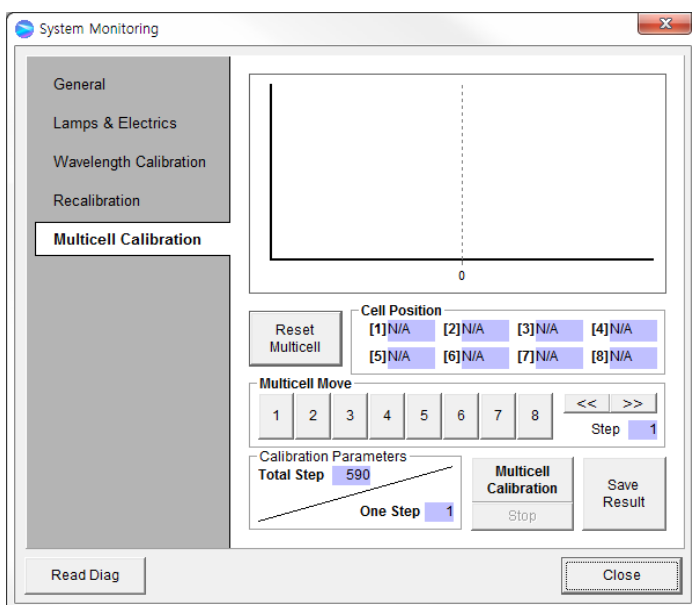 System Monitoring
x
General
Lamps & Electrics
Wavelength Calibration
Recalibration
Multicell Calibration
0
Reset
Multicell
Cell Position
[1] N/A [2] N/A [3] N/A [4] N/A
[5] N/A [6] N/A [7] N/A [8] N/A
Multicell Move
1 2 3 4 5 6 7 8 << >>
Step 1
Calibration Parameters
Total Step 590
One Step 1
Multicell
Calibration
Stop
Save
Result
Read Diag
Close